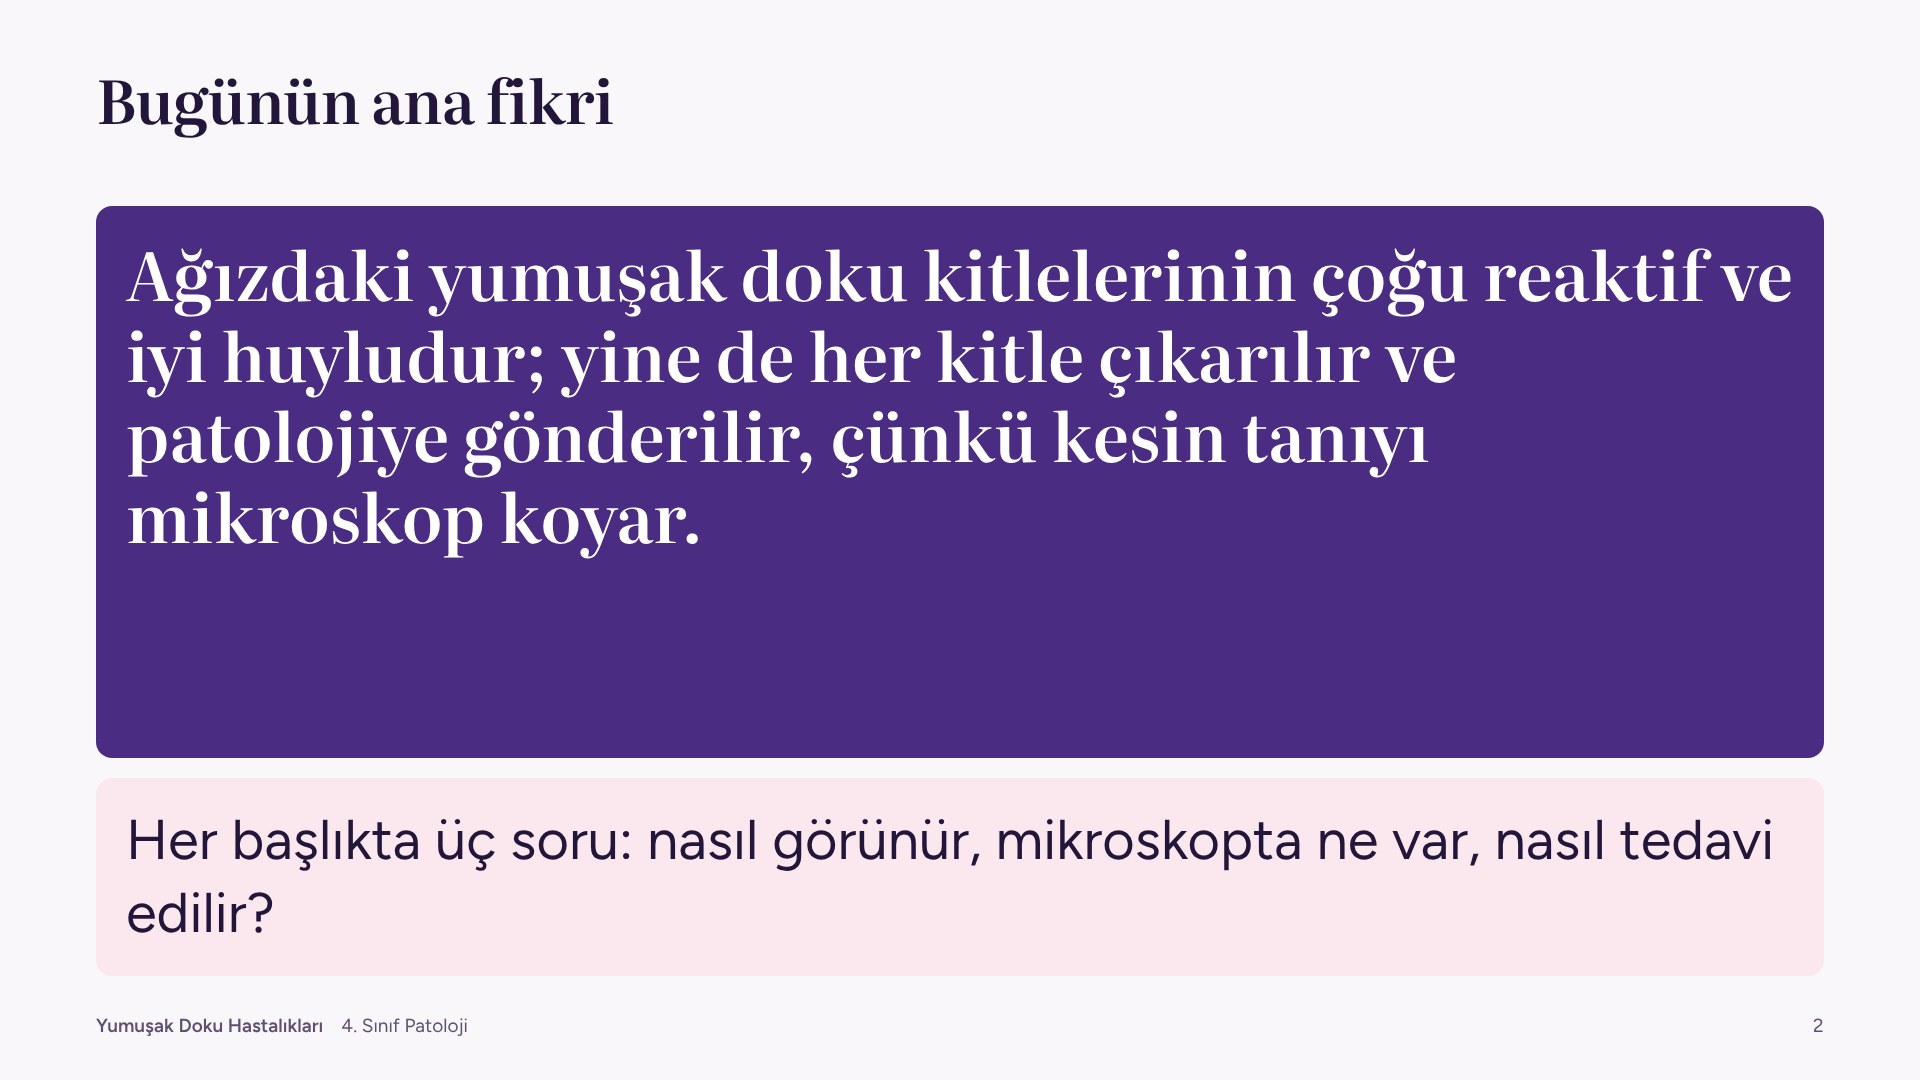 Bugünün ana fikri
Ağızdaki yumuşak doku kitlelerinin çoğu reaktif ve
iyi huyludur; yine de her kitle çıkarılır ve
patolojiye gönderilir, çünkü kesin tanıyı
mikroskop koyar.
Her başlıkta üç soru: nasıl görünür, mikroskopta ne var, nasıl tedavi
edilir?
Yumuşak Doku Hastalıkları 4. Sınıf Patoloji 2